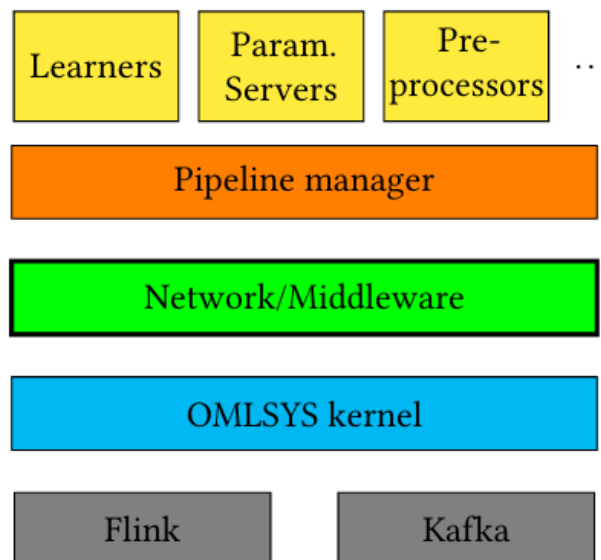 Learners
Param.
Servers
Pre-
processors
..
Pipeline manager
Network/Middleware
OMLSYS kernel
Flink
Kafka